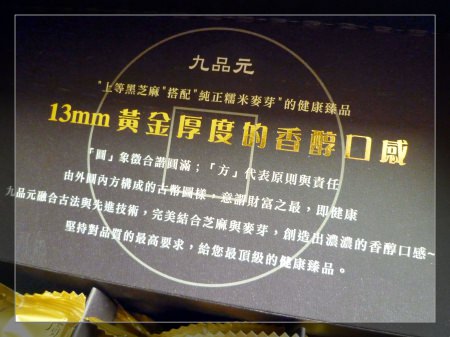 九品元
"上等黑芝麻"搭配"純正糯米麥芽"的健康臻品
13mm 黃金厚度的香醇口感
「圓」象徵合諧圓滿；「方」代表原則與責任
由外圓內方構成的古幣圖樣，意謂財富之最，即健康
九品元融合古法與先進技術，完美結合芝麻與麥芽，創造出濃濃的香醇口感~
堅持對品質的最高要求，給您最頂級的健康臻品。